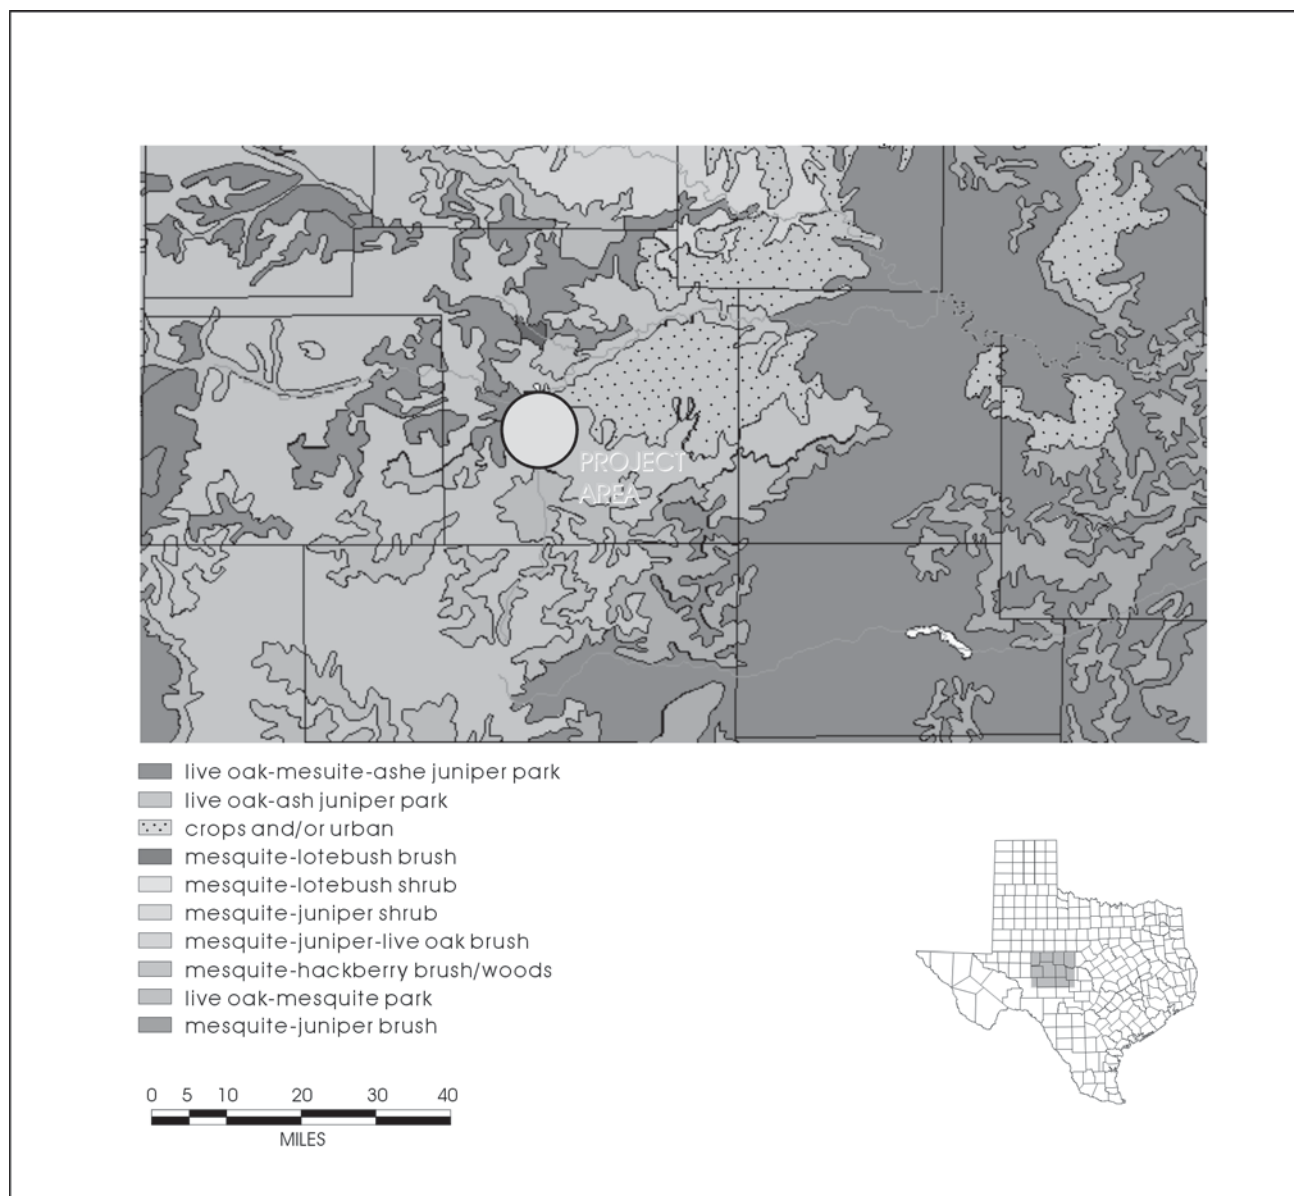 PROJECT
AREA
live oak-mesuite-ashe juniper park
live oak-ash juniper park
crops and/or urban
mesquite-lotebush brush
mesquite-lotebush shrub
mesquite-juniper shrub
mesquite-juniper-live oak brush
mesquite-hackberry brush/woods
live oak-mesquite park
mesquite-juniper brush
0 5 10 20 30 40
MILES